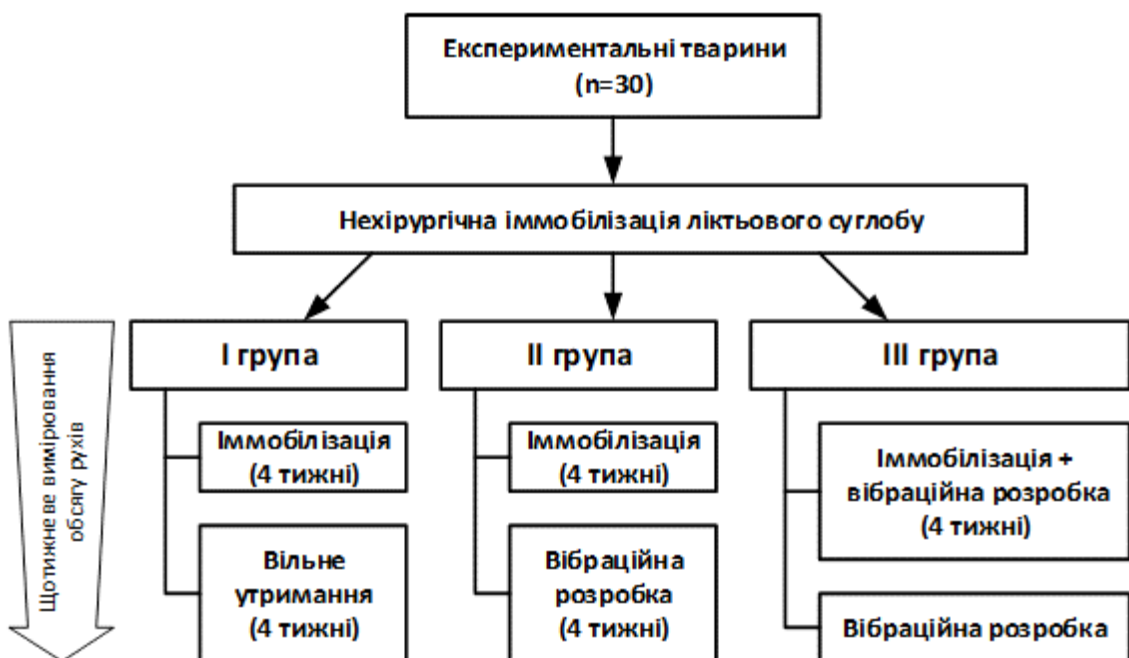 Експериментальні тварини
(n=30)
Нехірургічна іммобілізація ліктьового суглобу
Щотижневе вимірювання
обсягу рухів
I група
Іммобілізація
(4 тижні)
Вільне
утримання
(4 тижні)
II група
Іммобілізація
(4 тижні)
Вібраційна
розробка
(4 тижні)
III група
Іммобілізація +
вібраційна розробка
(4 тижні)
Вібраційна розробка